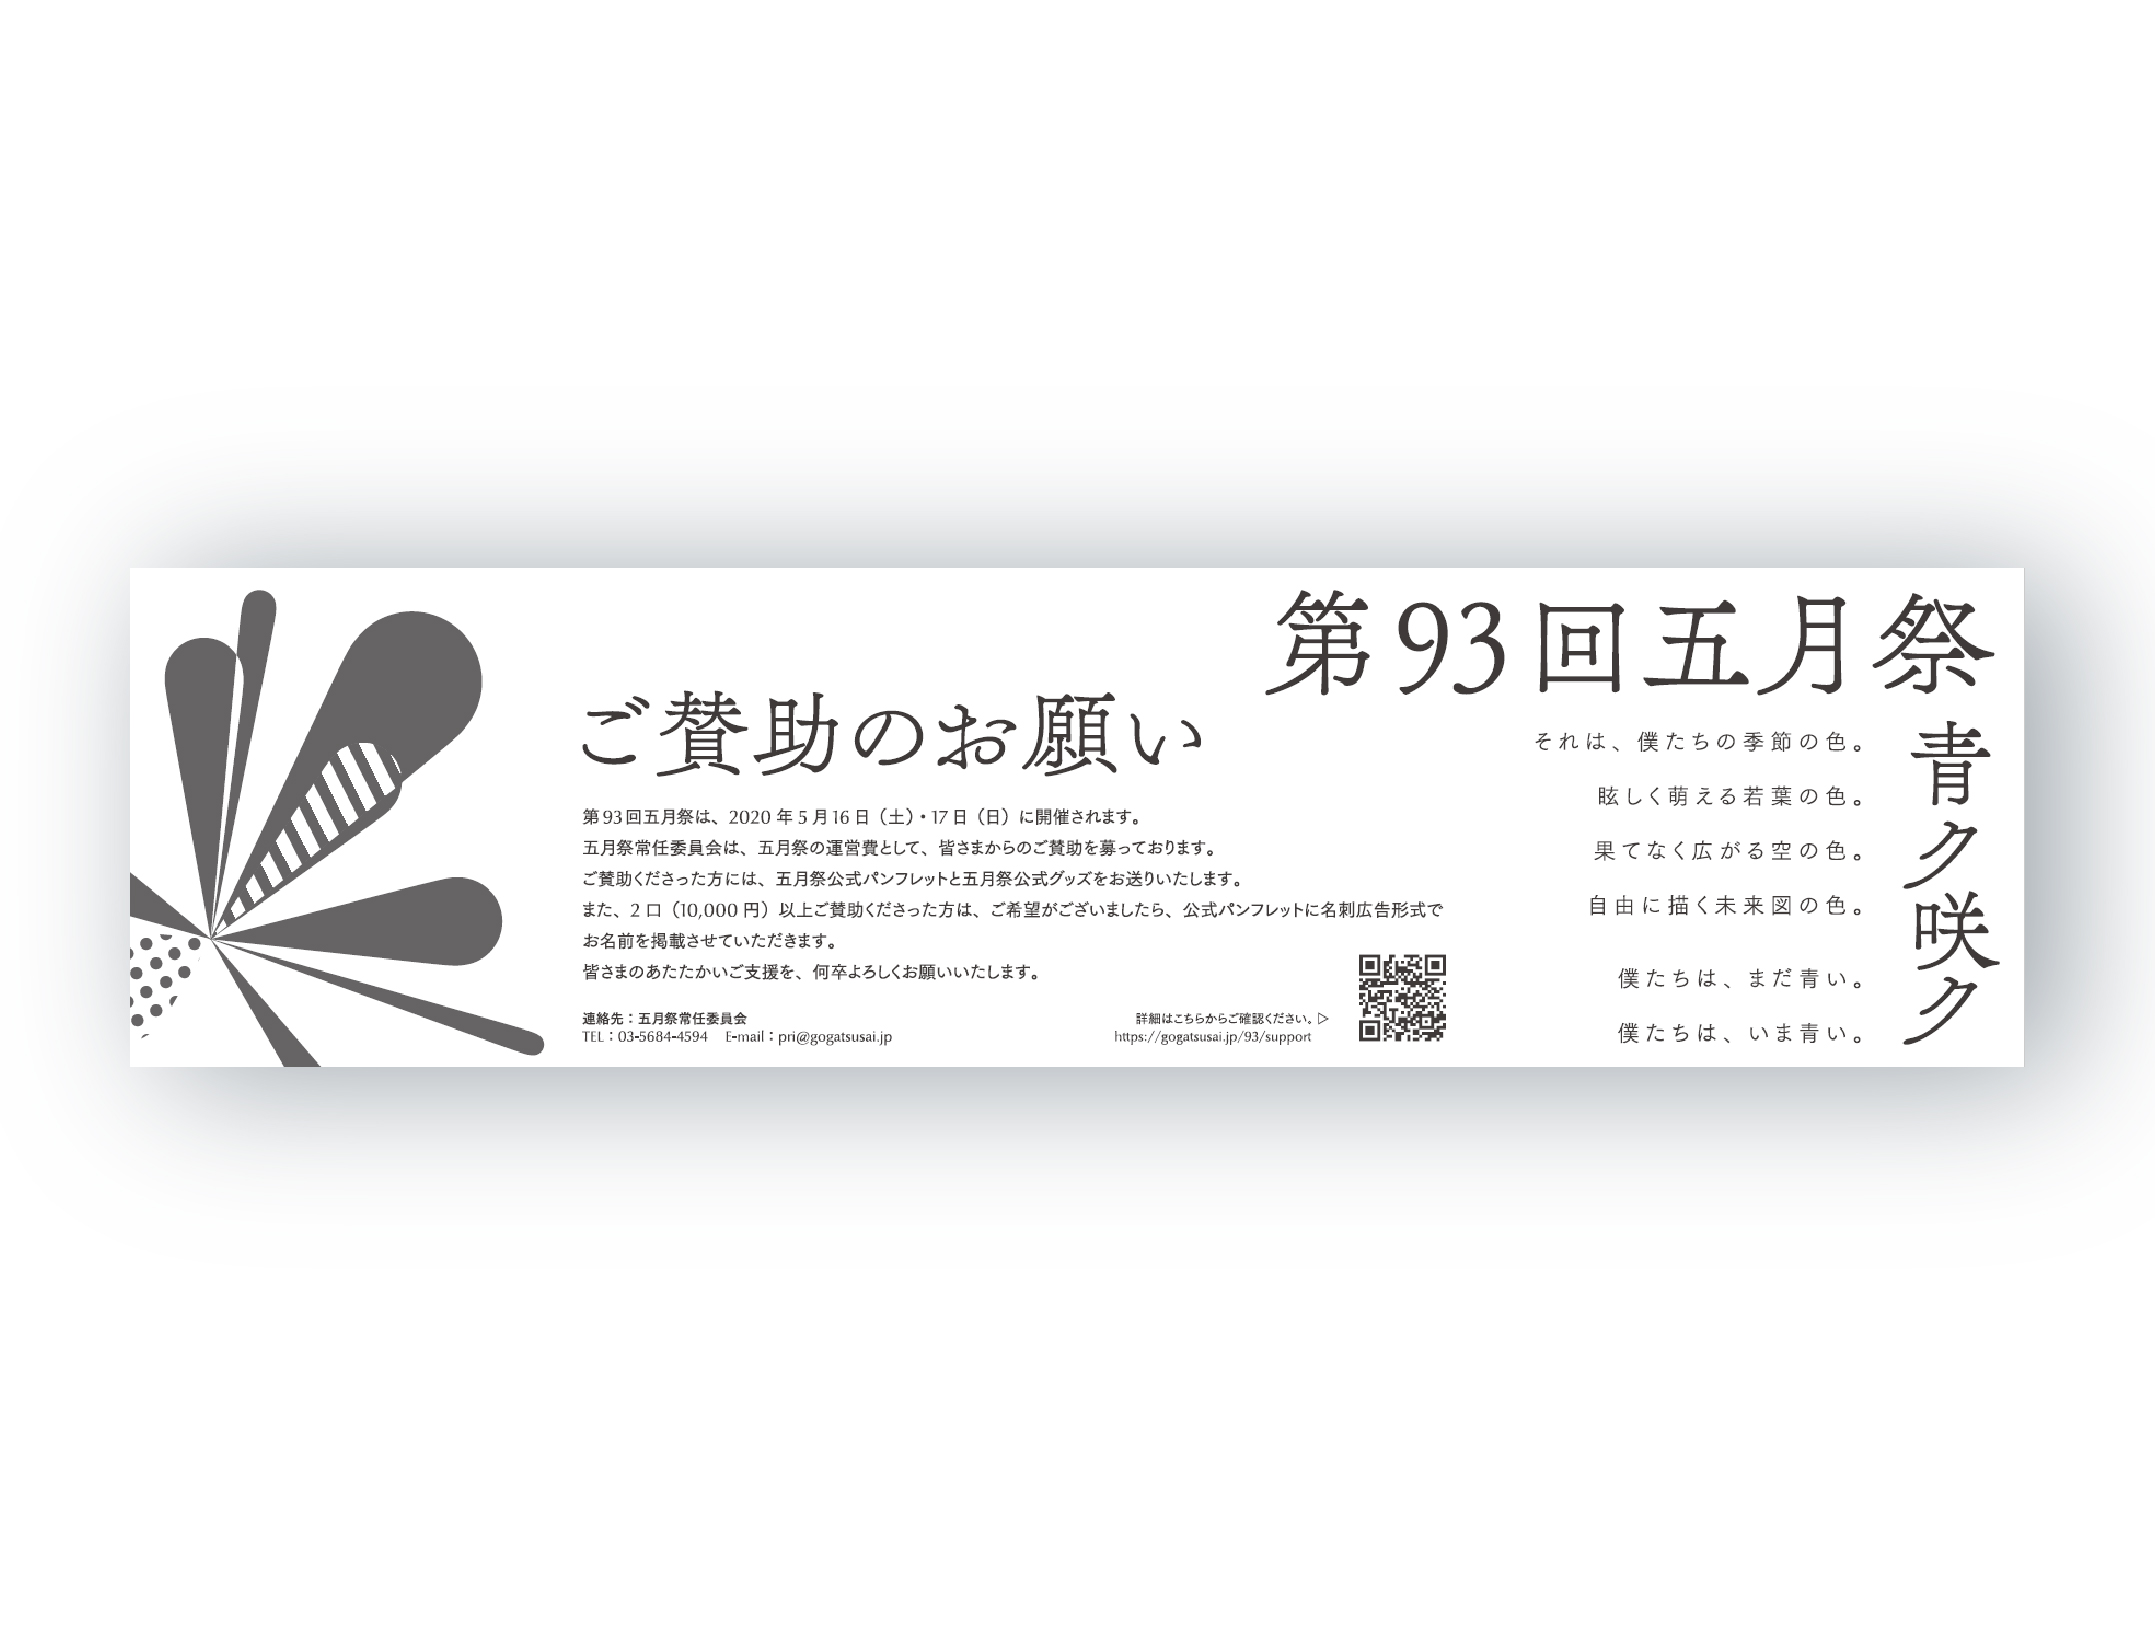 第93回五月祭
青ク咲ク
それは、僕たちの季節の色。
眩しく萌える若葉の色。
果てなく広がる空の色。
自由に描く未来図の色。
僕たちは、まだ青い。
僕たちは、いま青い。
ご賛助のお願い
第93回五月祭は、2020年5月16日（土）・17日（日）に開催されます。
五月祭常任委員会は、五月祭の運営費として、皆さまからのご賛助を募っております。
ご賛助くださった方には、五月祭公式パンフレットと五月祭公式グッズをお送りいたします。
また、2口（10,000円）以上ご賛助くださった方は、ご希望がございましたら、公式パンフレットに名刺広告形式で
お名前を掲載させていただきます。
皆さまのあたたかいご支援を、何卒よろしくお願いいたします。
連絡先：五月祭常任委員会
TEL：03-5684-4594　E-mail：pri@gogatsusai.jp
詳細はこちらからご確認ください。▷
https://gogatsusai.jp/93/support